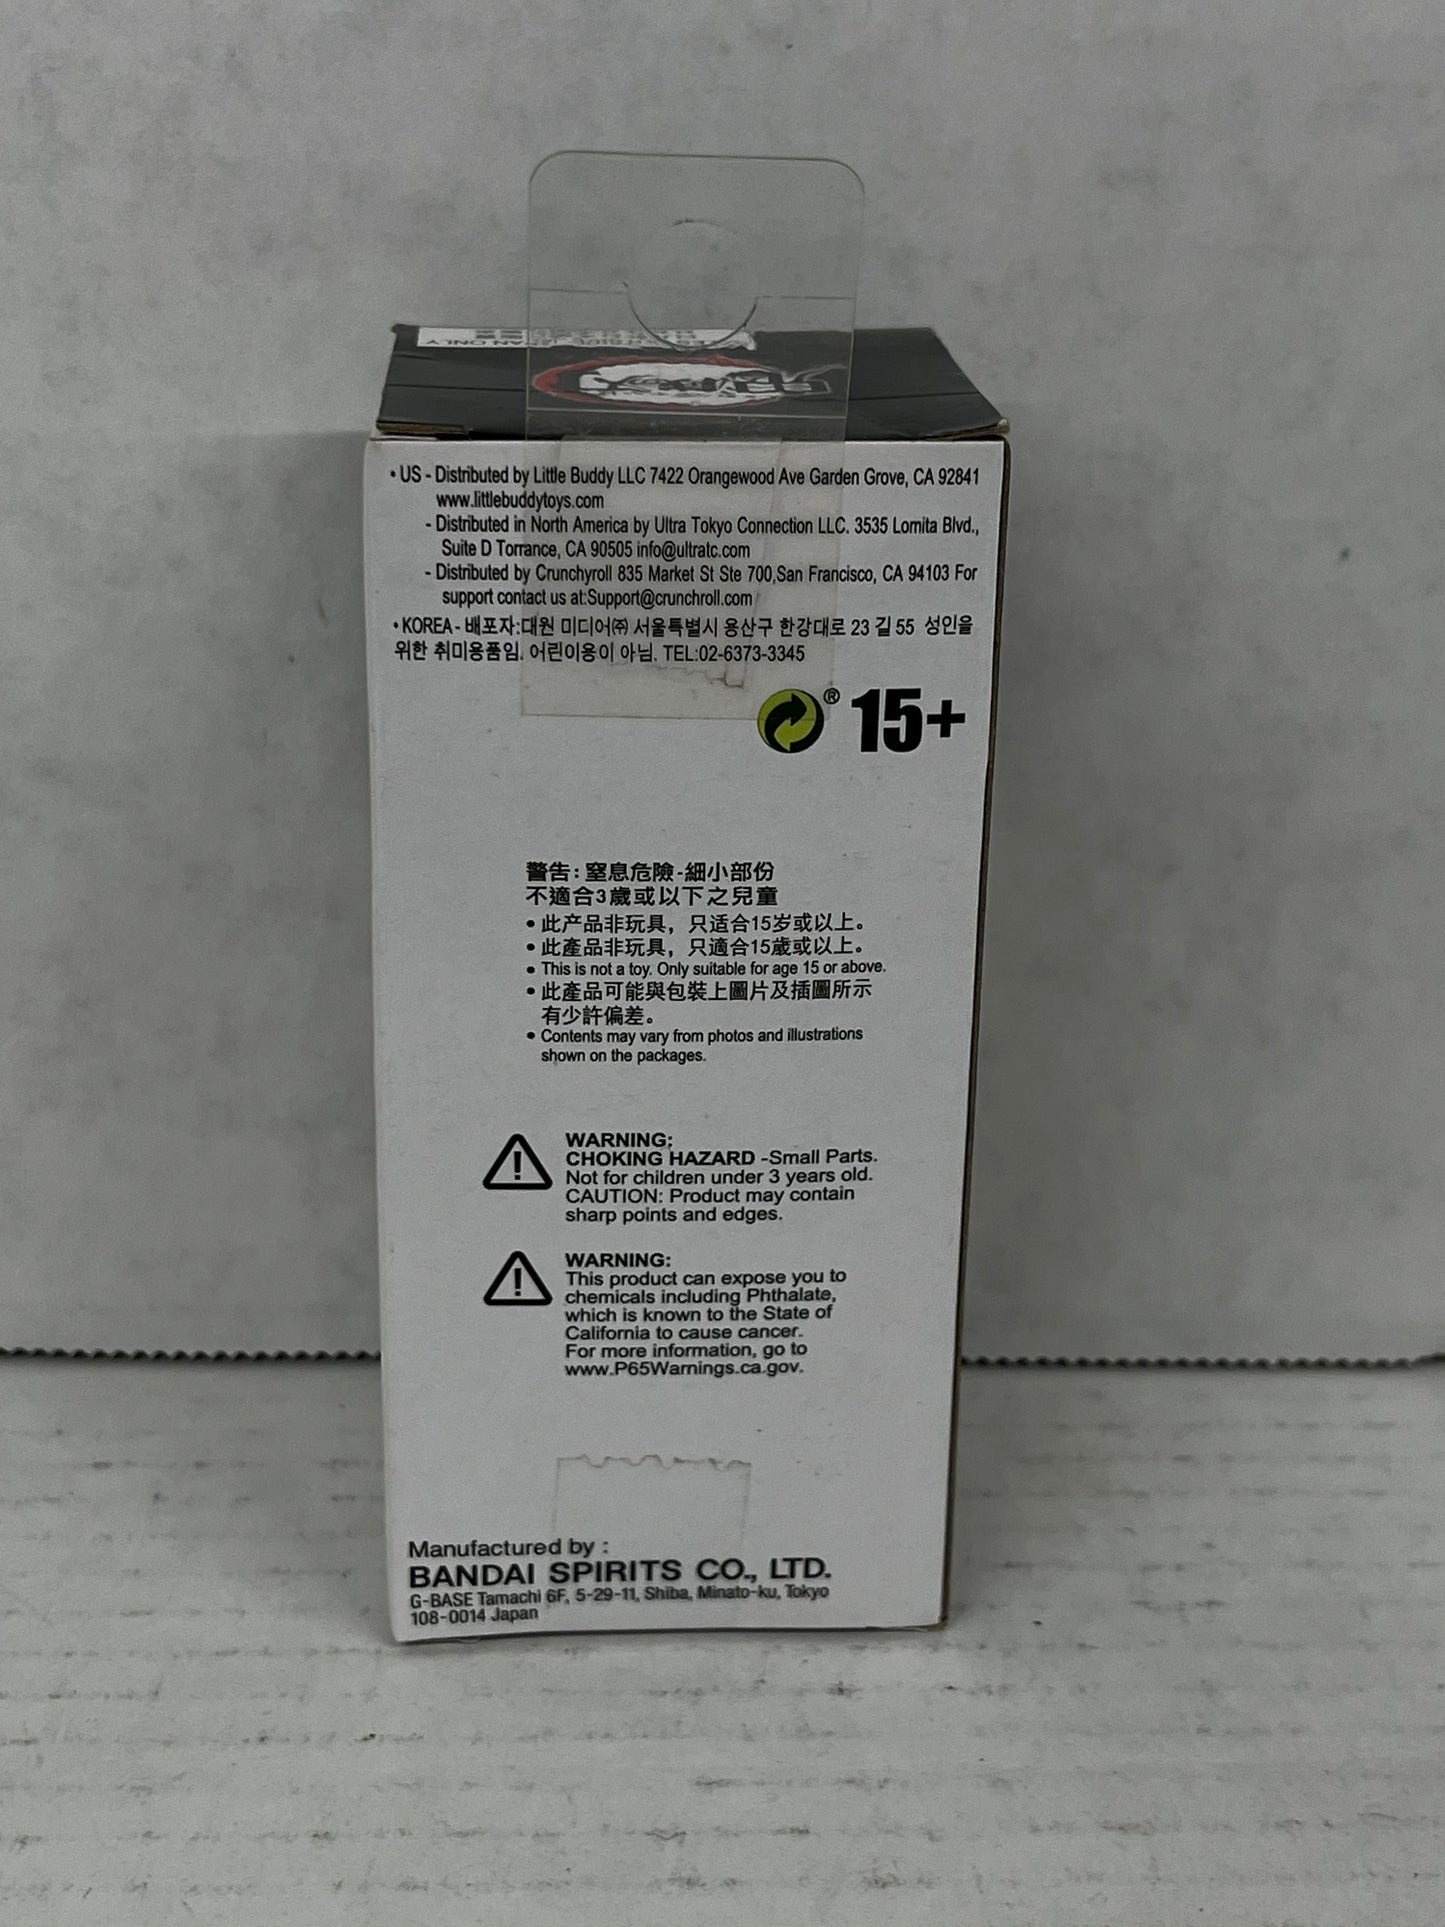 • US - Distributed by Little Buddy LLC 7422 Orangewood Ave Garden Grove, CA 92841
www.littlebuddytoys.com
- Distributed in North America by Ultra Tokyo Connection LLC. 3535 Lomita Blvd.,
Suite D Torrance, CA 90505 info@ultratc.com
- Distributed by Crunchyroll 835 Market St Ste 700,San Francisco, CA 94103 For
support contact us at:Support@crunchroll.com
• KOREA - 배포자:대원 미디어㈜ 서울특별시 용산구 한강대로 23 길 55 성인을
위한 취미용품임. 어린이용이 아님. TEL:02-6373-3345
® 15+
警告: 窒息危險-細小部份
不適合3歲或以下之兒童
• 此产品非玩具，只适合15岁或以上。
• 此產品非玩具，只適合15歲或以上。
• This is not a toy. Only suitable for age 15 or above.
• 此產品可能與包裝上圖片及插圖所示
有少許偏差。
• Contents may vary from photos and illustrations
shown on the packages.
WARNING:
CHOKING HAZARD -Small Parts.
Not for children under 3 years old.
CAUTION: Product may contain
sharp points and edges.
WARNING:
This product can expose you to
chemicals including Phthalate,
which is known to the State of
California to cause cancer.
For more information, go to
www.P65Warnings.ca.gov.
Manufactured by :
BANDAI SPIRITS CO., LTD.
G-BASE Tamachi 6F, 5-29-11, Shiba, Minato-ku, Tokyo
108-0014 Japan